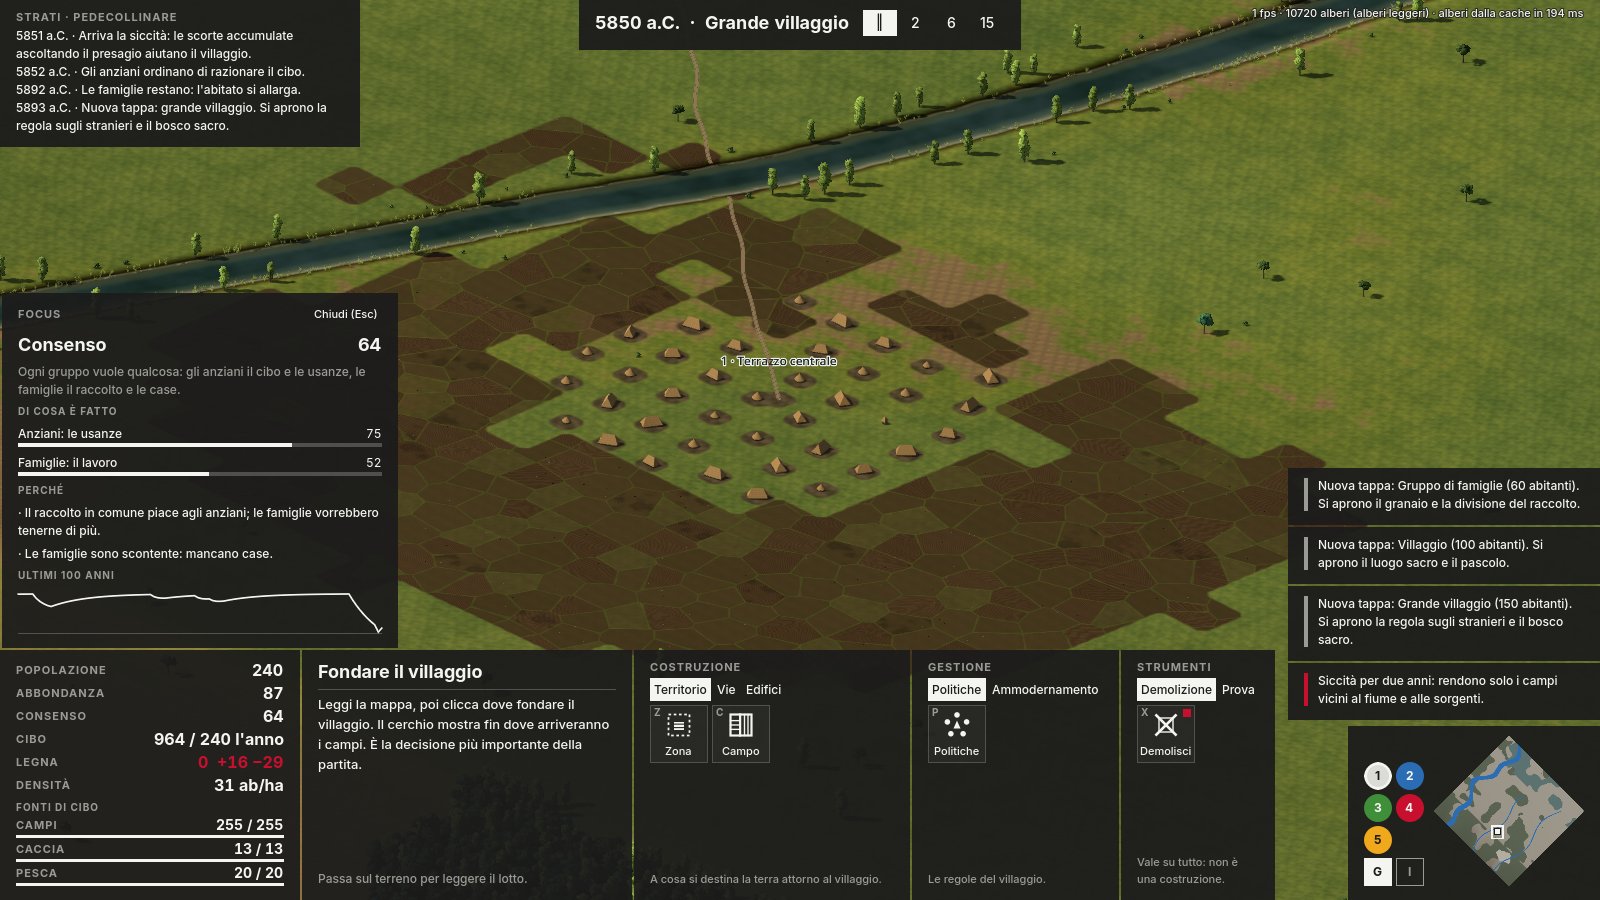 STRATI · PEDECOLLINARE
5851 a.C. · Arriva la siccità: le scorte accumulate
ascoltando il presagio aiutano il villaggio.
5852 a.C. · Gli anziani ordinano di razionare il cibo.
5892 a.C. · Le famiglie restano: l'abitato si allarga.
5893 a.C. · Nuova tappa: grande villaggio. Si aprono la
regola sugli stranieri e il bosco sacro.
5850 a.C. · Grande villaggio
2 6 15
1 fps · 10720 alberi (alberi leggeri) · alberi dalla cache in 194 ms
1 · Terrazzo centrale
FOCUS
Chiudi (Esc)
Consenso 64
Ogni gruppo vuole qualcosa: gli anziani il cibo e le usanze, le
famiglie il raccolto e le case.
DI COSA È FATTO
Anziani: le usanze 75
Famiglie: il lavoro 52
PERCHÉ
· Il raccolto in comune piace agli anziani; le famiglie vorrebbero
tenerne di più.
· Le famiglie sono scontente: mancano case.
ULTIMI 100 ANNI
Nuova tappa: Gruppo di famiglie (60 abitanti).
Si aprono il granaio e la divisione del raccolto.
Nuova tappa: Villaggio (100 abitanti). Si
aprono il luogo sacro e il pascolo.
Nuova tappa: Grande villaggio (150 abitanti).
Si aprono la regola sugli stranieri e il bosco
sacro.
Siccità per due anni: rendono solo i campi
vicini al fiume e alle sorgenti.
POPOLAZIONE 240
ABBONDANZA 87
CONSENSO 64
CIBO 964 / 240 l'anno
LEGNA 0 +16 −29
DENSITÀ 31 ab/ha
FONTI DI CIBO
CAMPI 255 / 255
CACCIA 13 / 13
PESCA 20 / 20
Fondare il villaggio
Leggi la mappa, poi clicca dove fondare il
villaggio. Il cerchio mostra fin dove arriveranno
i campi. È la decisione più importante della
partita.
Passa sul terreno per leggere il lotto.
COSTRUZIONE
Territorio Vie Edifici
Z C
Zona Campo
A cosa si destina la terra attorno al villaggio.
GESTIONE
Politiche Ammodernamento
P
Politiche
Le regole del villaggio.
STRUMENTI
Demolizione Prova
X
Demolisci
Vale su tutto: non è
una costruzione.
1 2
3 4
5
G I